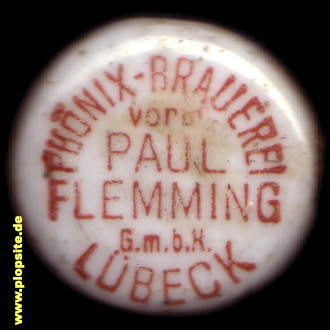 PHÖNIX-BRAUEREI
vorm.
PAUL
FLEMMING
G.m.b.H.
LÜBECK
www.plopsite.de